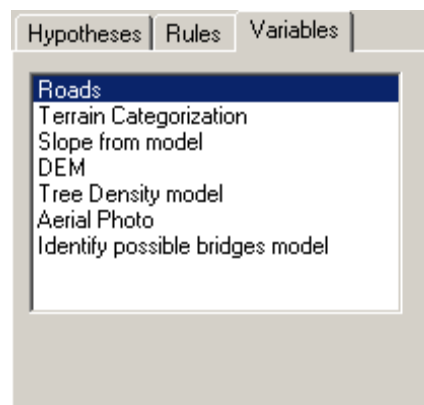 Hypotheses Rules Variables
Roads
Terrain Categorization
Slope from model
DEM
Tree Density model
Aerial Photo
Identify possible bridges model